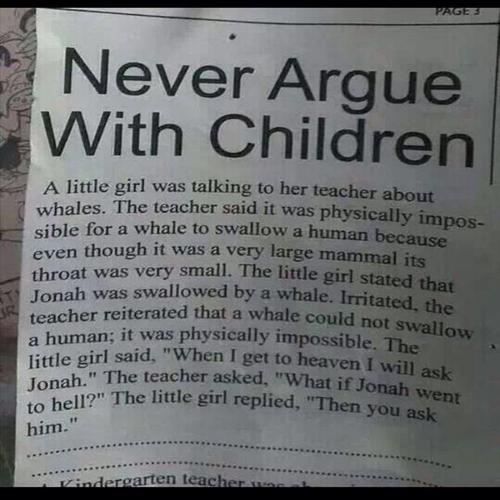 PAGE 3
Never Argue
With Children
A little girl was talking to her teacher about
whales. The teacher said it was physically impos-
sible for a whale to swallow a human because
even though it was a very large mammal its
throat was very small. The little girl stated that
Jonah was swallowed by a whale. Irritated, the
teacher reiterated that a whale could not swallow
a human; it was physically impossible. The
little girl said, "When I get to heaven I will ask
Jonah." The teacher asked, "What if Jonah went
to hell?" The little girl replied, "Then you ask
him."
Kindergarten teacher was